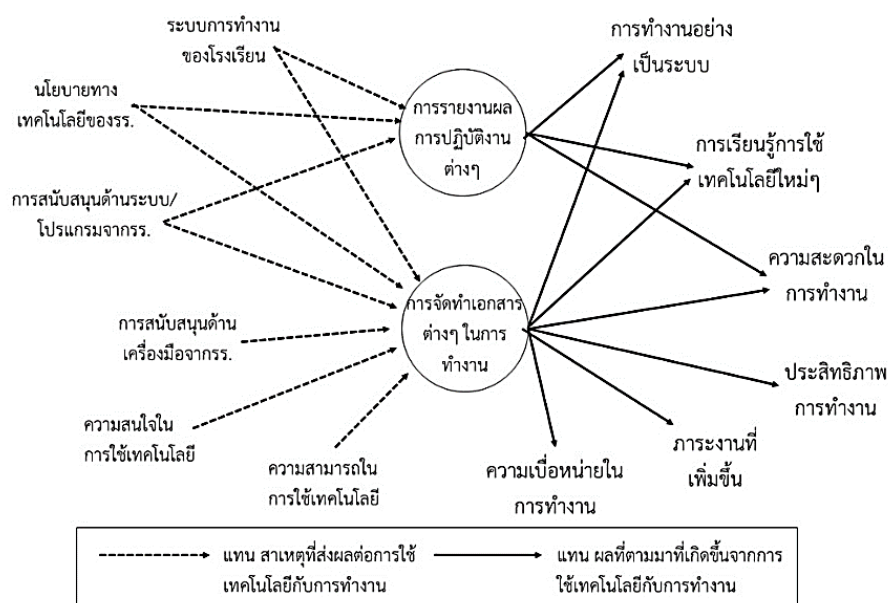 ระบบการทำงาน
ของโรงเรียน
การทำงานอย่าง
เป็นระบบ
นโยบายทาง
เทคโนโลยีของรร.
การรายงานผล
การปฏิบัติงาน
ต่างๆ
การเรียนรู้การใช้
เทคโนโลยีใหม่ๆ
การสนับสนุนด้านระบบ/
โปรแกรมจากรร.
ความสะดวกใน
การทำงาน
การจัดทำเอกสาร
ต่างๆ ในการ
ทำงาน
การสนับสนุนด้าน
เครื่องมือจากรร.
ประสิทธิภาพ
การทำงาน
ความสนใจใน
การใช้เทคโนโลยี
ความสามารถใน
การใช้เทคโนโลยี
ความเบื่อหน่ายใน
การทำงาน
ภาระงานที่
เพิ่มขึ้น
แทน สาเหตุที่ส่งผลต่อการใช้
เทคโนโลยีกับการทำงาน
แทน ผลที่ตามมาที่เกิดขึ้นจากการ
ใช้เทคโนโลยีกับการทำงาน